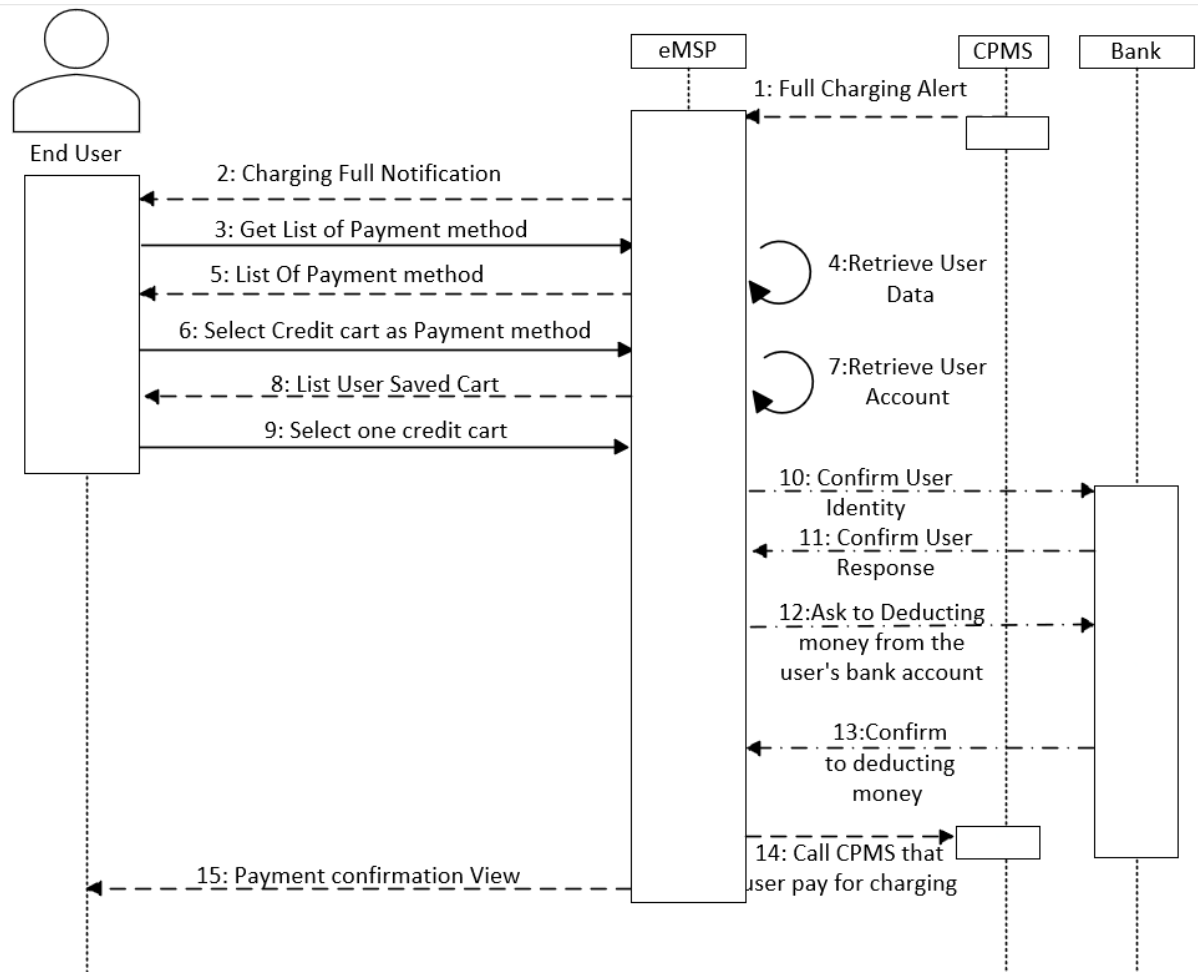 eMSP
CPMS
Bank
1: Full Charging Alert
End User
2: Charging Full Notification
3: Get List of Payment method
4:Retrieve User
Data
5: List Of Payment method
6: Select Credit cart as Payment method
7:Retrieve User
Account
8: List User Saved Cart
9: Select one credit cart
10: Confirm User
Identity
11: Confirm User
Response
12:Ask to Deducting
money from the
user's bank account
13:Confirm
to deducting
money
14: Call CPMS that
user pay for charging
15: Payment confirmation View